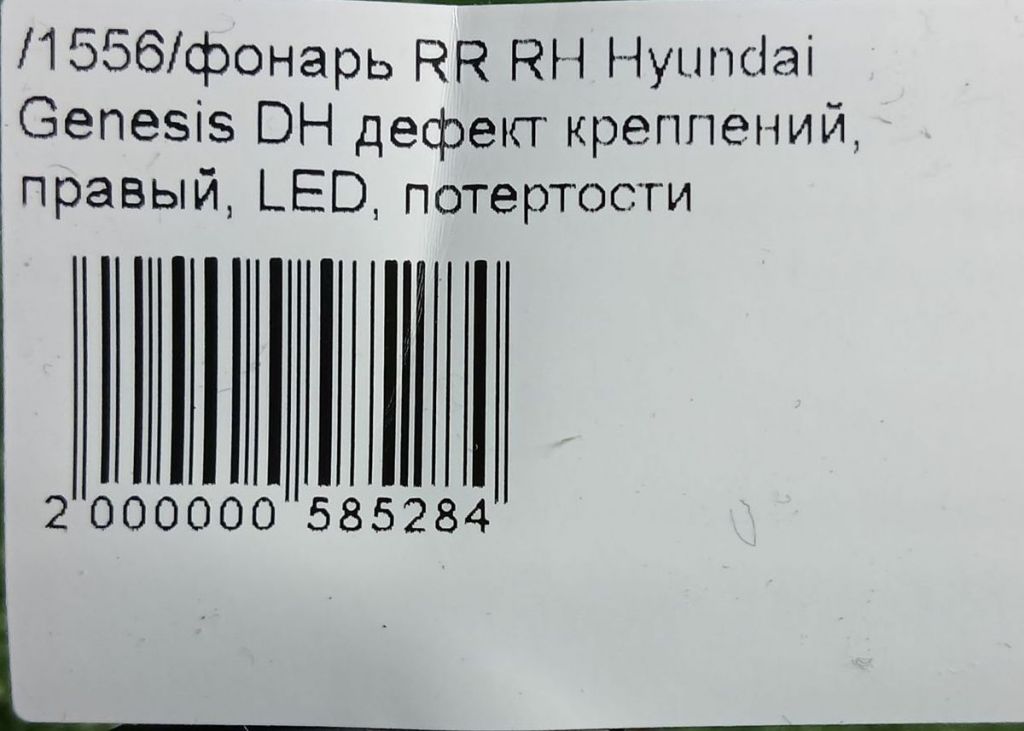 /1556/фонарь RR RH Hyundai
Genesis DH дефект креплений,
правый, LED, потертости
2 000000 585284